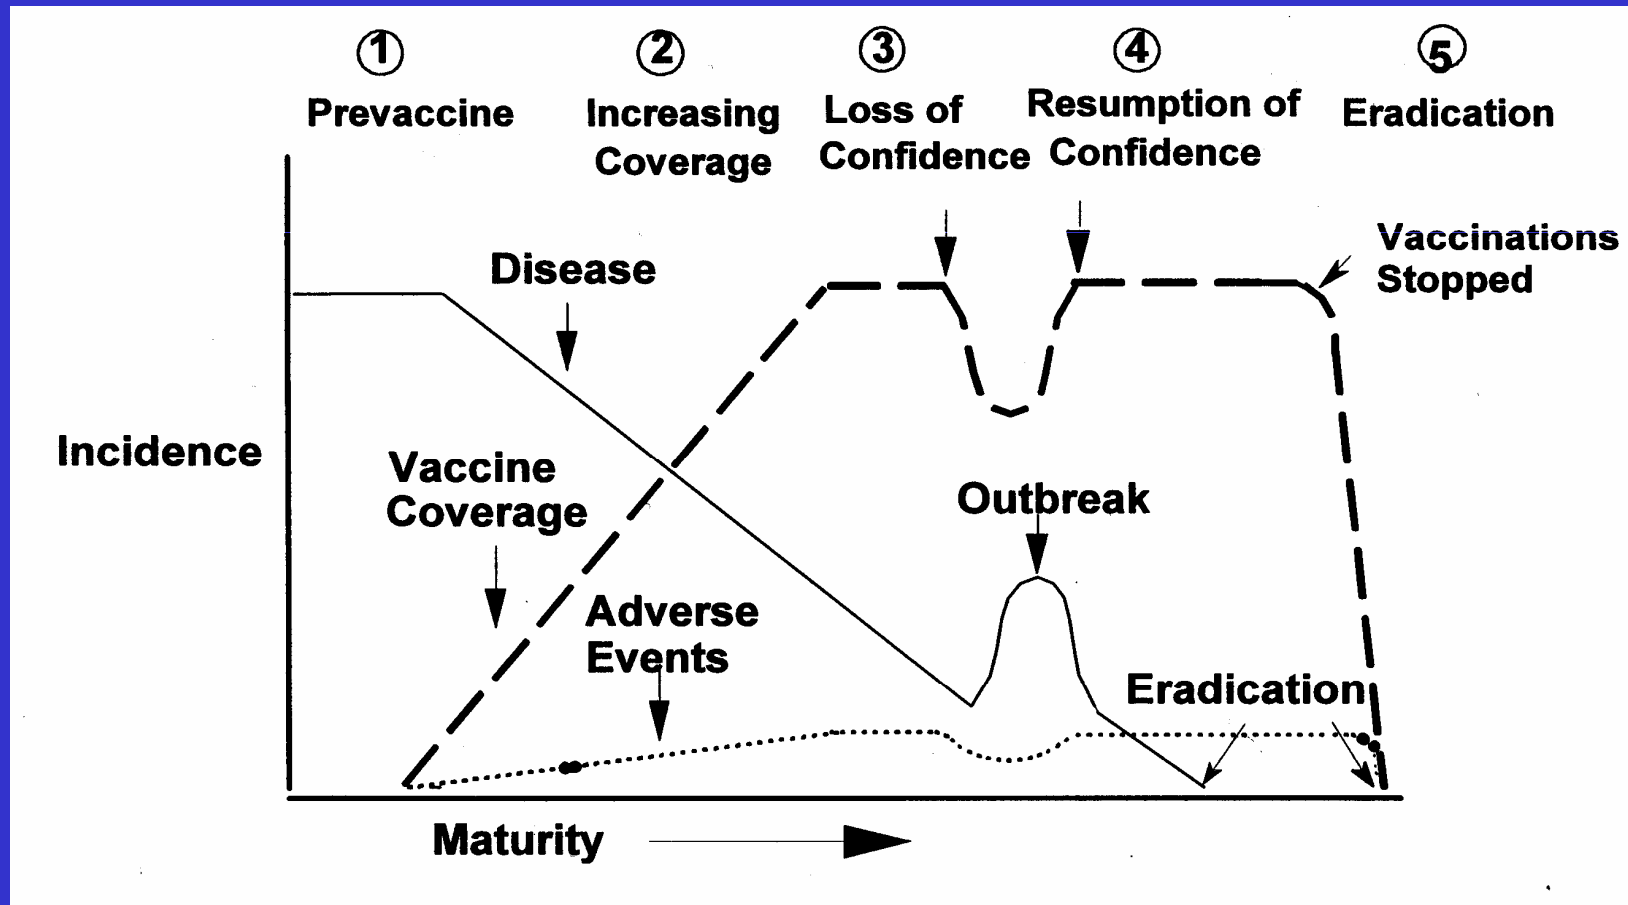 1 2 3 4 5
Prevaccine
Increasing
Coverage
Loss of
Confidence
Resumption of
Confidence
Eradication
Vaccinations
Stopped
Disease
Incidence
Vaccine
Coverage
Outbreak
Adverse
Events
Eradication
Maturity